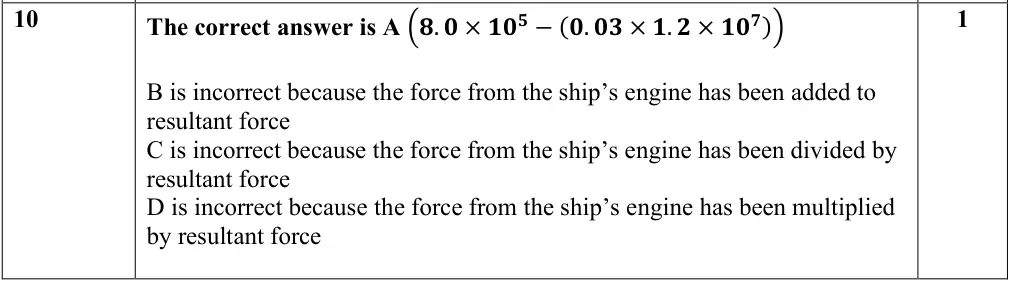 10
The correct answer is A (8.0 × 10⁵ − (0.03 × 1.2 × 10⁷))
1
B is incorrect because the force from the ship’s engine has been added to
resultant force
C is incorrect because the force from the ship’s engine has been divided by
resultant force
D is incorrect because the force from the ship’s engine has been multiplied
by resultant force